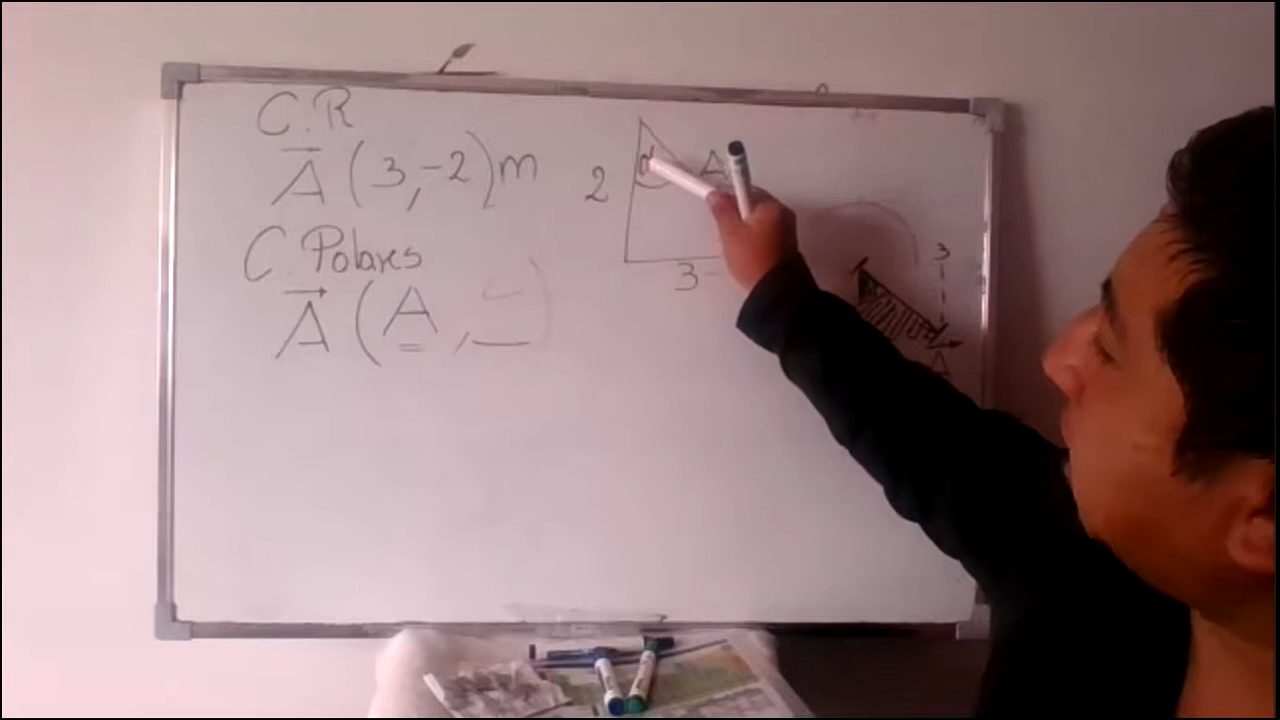 C.R
A (3,-2)m
C. Polares
A (A, _)
2
α
A
3
3
A